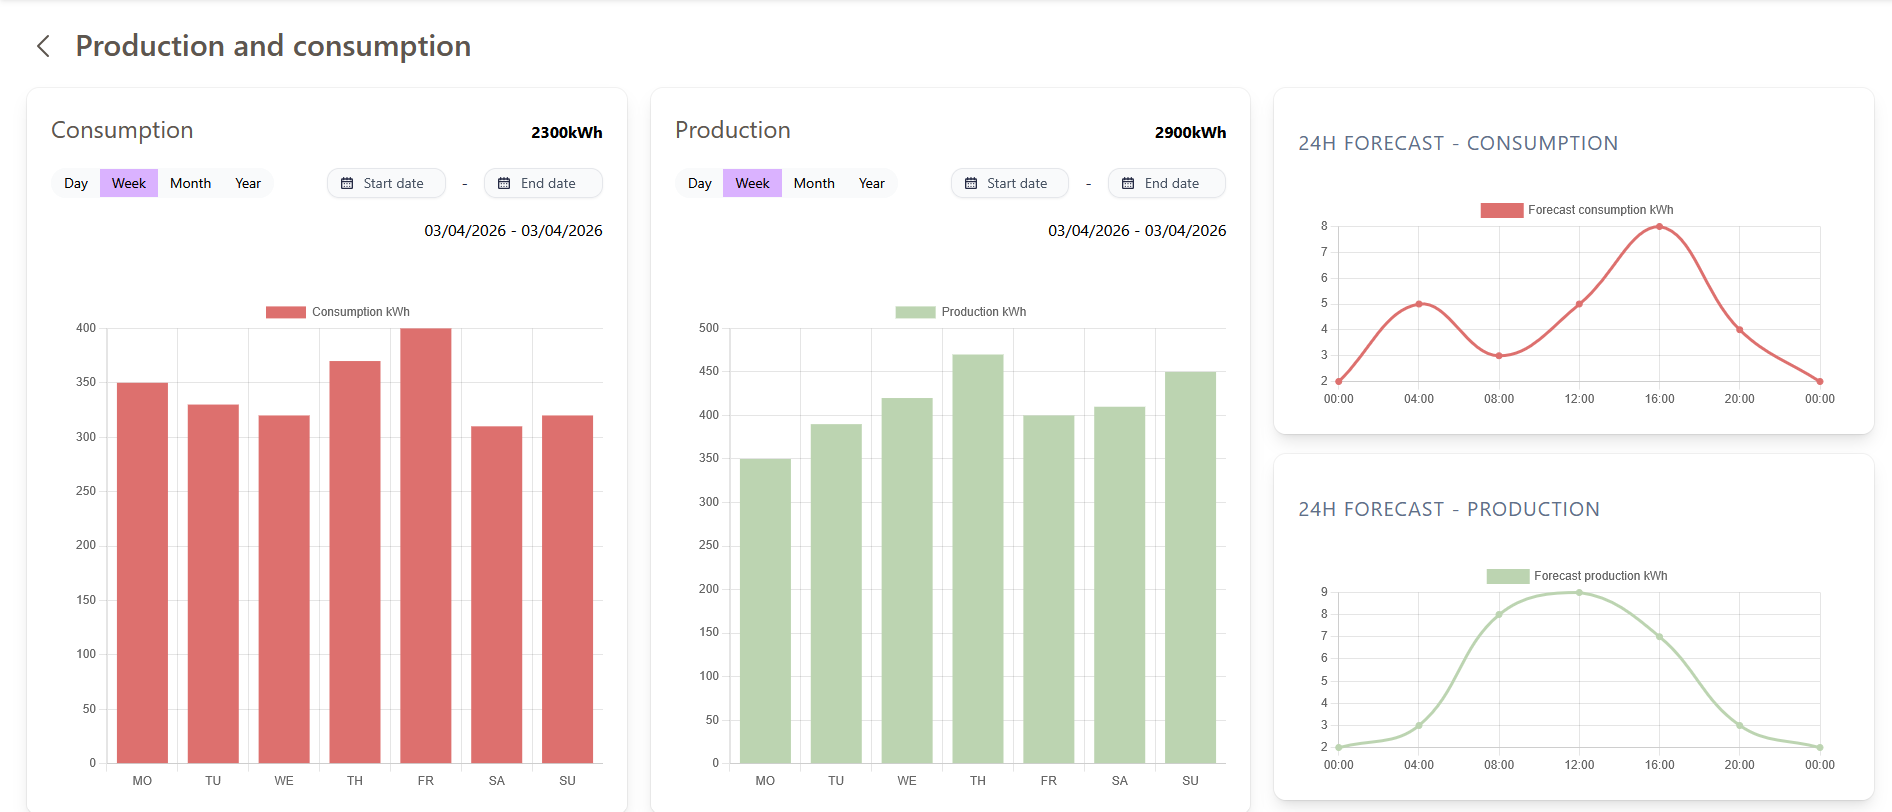 Production and consumption
Consumption
2300kWh
Day Week Month Year
Start date - End date
03/04/2026 - 03/04/2026
Consumption kWh
400
350
300
250
200
150
100
50
0
MO TU WE TH FR SA SU
Production
2900kWh
Day Week Month Year
Start date - End date
03/04/2026 - 03/04/2026
Production kWh
500
450
400
350
300
250
200
150
100
50
0
MO TU WE TH FR SA SU
24H FORECAST - CONSUMPTION
Forecast consumption kWh
8
7
6
5
4
3
2
00:00 04:00 08:00 12:00 16:00 20:00 00:00
24H FORECAST - PRODUCTION
Forecast production kWh
9
8
7
6
5
4
3
2
00:00 04:00 08:00 12:00 16:00 20:00 00:00